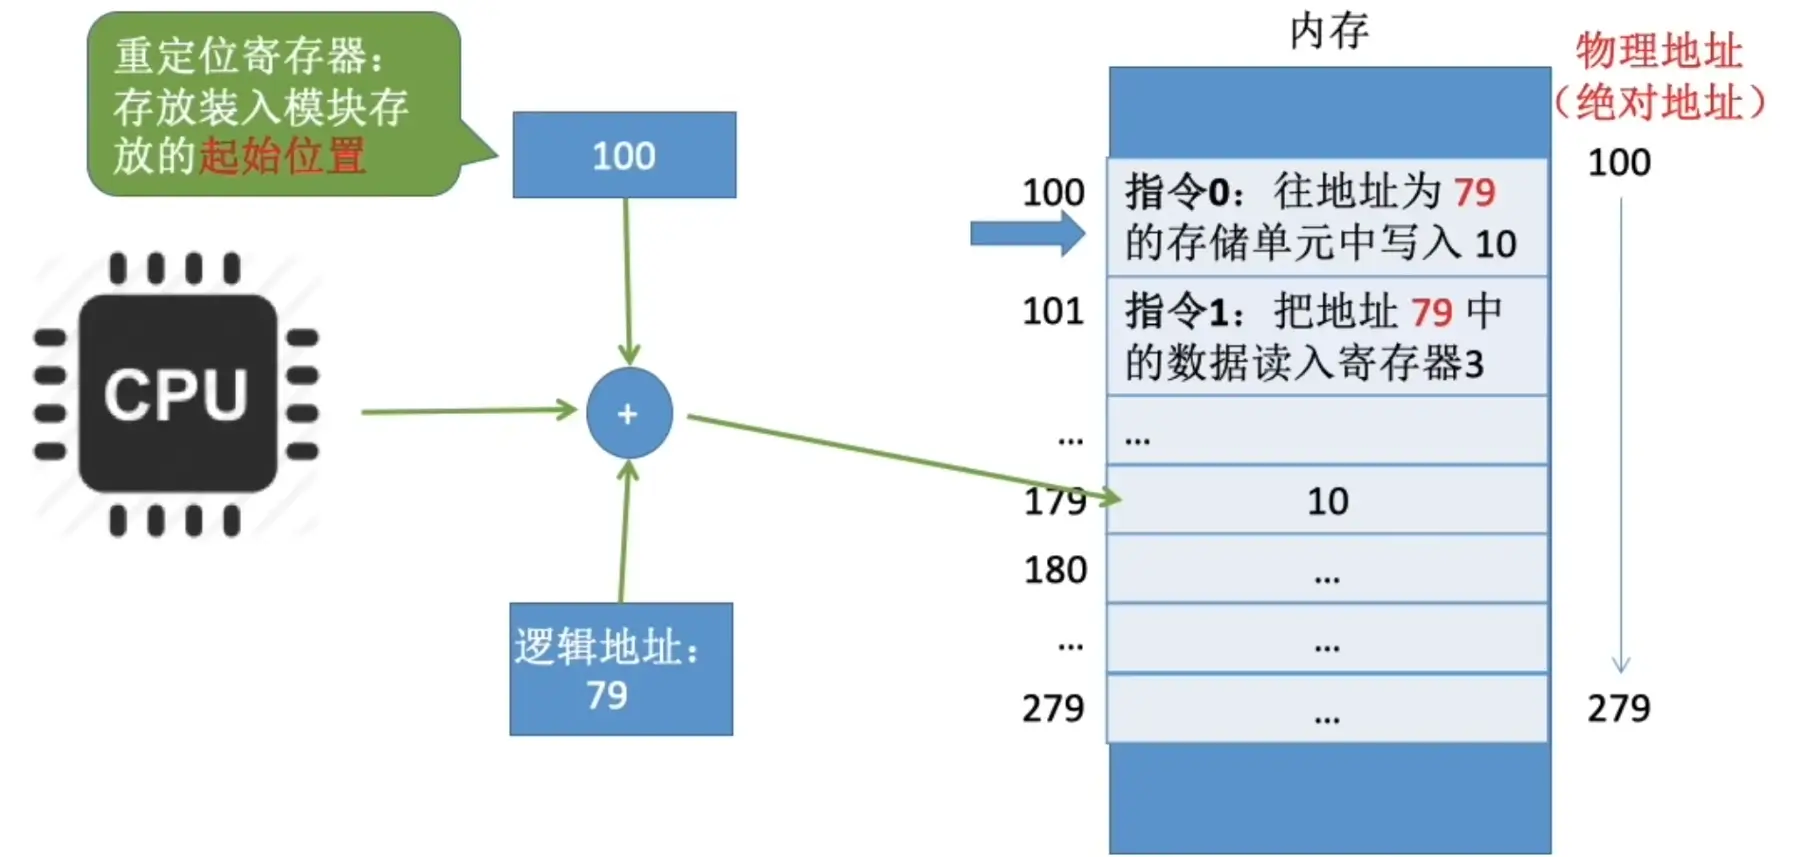 重定位寄存器：
存放装入模块存
放的起始位置
100
CPU
+
逻辑地址：
79
内存
物理地址
（绝对地址）
100
279
100
指令0：往地址为 79
的存储单元中写入 10
101
指令1：把地址 79 中
的数据读入寄存器3
...
...
179
10
180
...
...
...
279
...